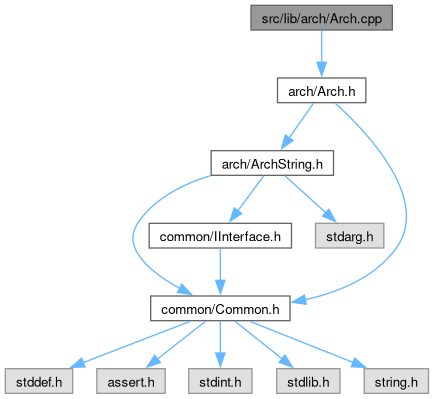 src/lib/arch/Arch.cpp
arch/Arch.h
arch/ArchString.h
common/IInterface.h
stdarg.h
common/Common.h
stddef.h
assert.h
stdint.h
stdlib.h
string.h